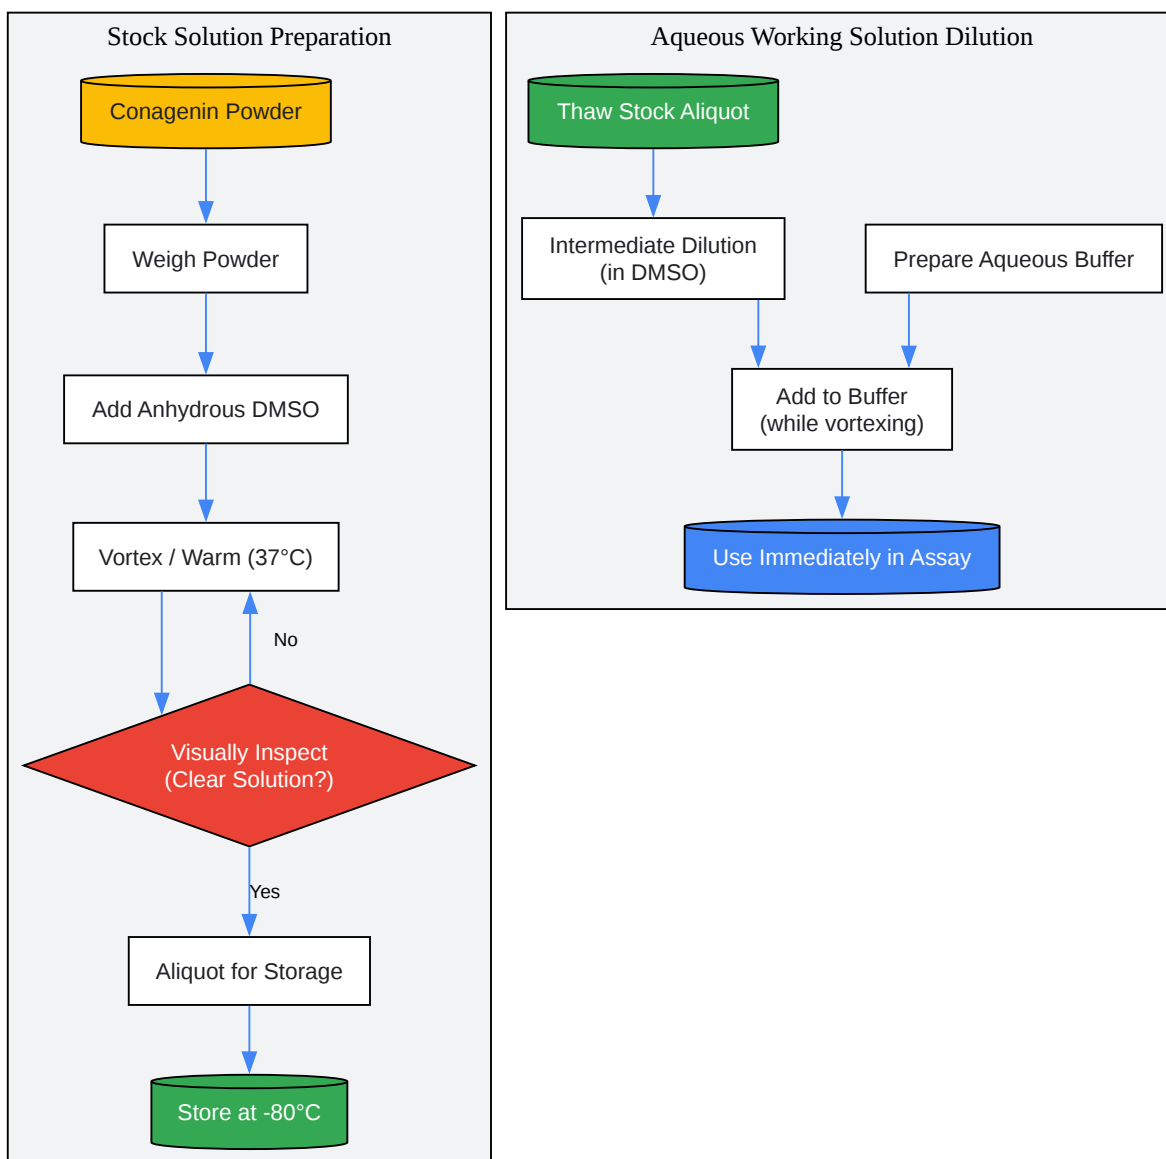 Stock Solution Preparation
Conagenin Powder
Weigh Powder
Add Anhydrous DMSO
Vortex / Warm (37°C)
No
Visually Inspect
(Clear Solution?)
Yes
Aliquot for Storage
Store at -80°C
Aqueous Working Solution Dilution
Thaw Stock Aliquot
Intermediate Dilution
(in DMSO)
Prepare Aqueous Buffer
Add to Buffer
(while vortexing)
Use Immediately in Assay